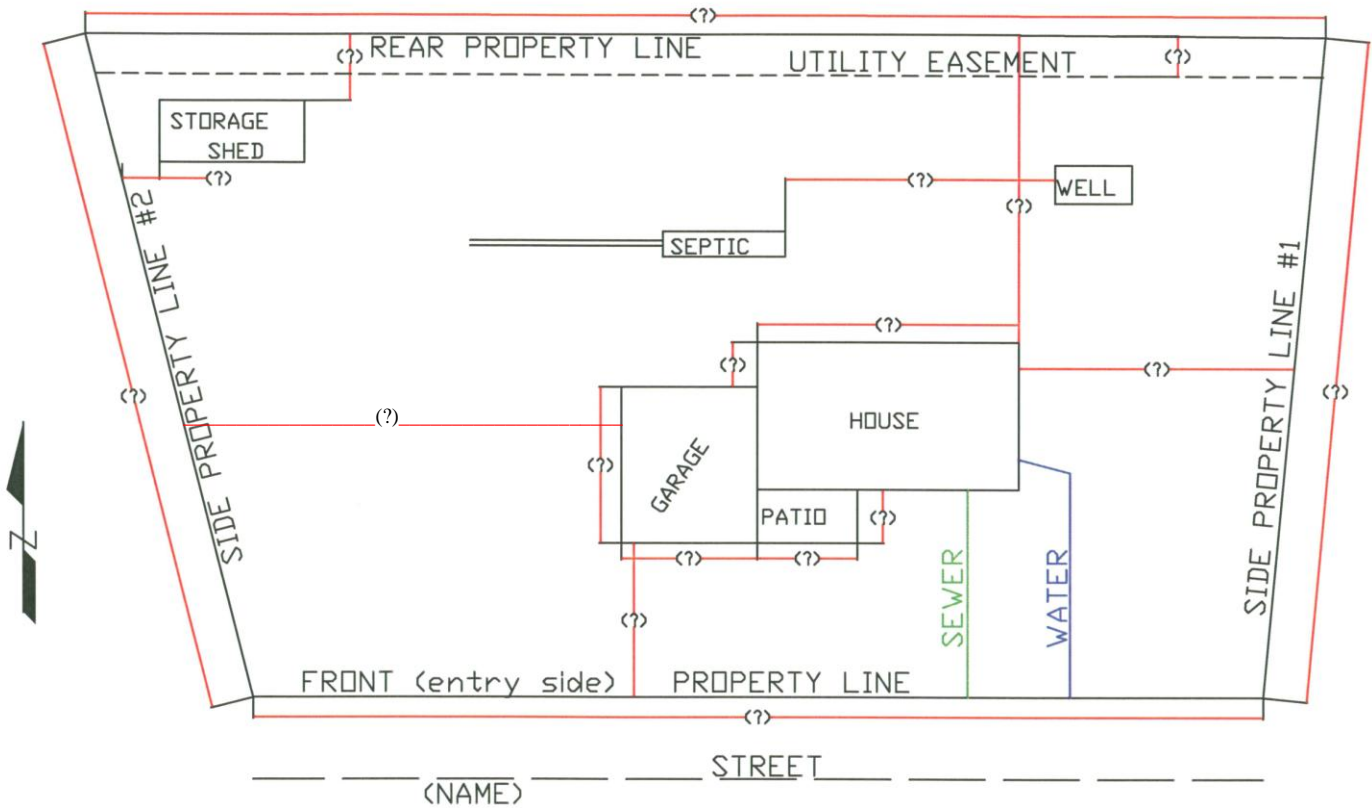 (?)
REAR PROPERTY LINE
(?)
UTILITY EASEMENT
(?)
STORAGE
SHED
(?)
(?)
WELL
(?)
SEPTIC
SIDE PROPERTY LINE #2
SIDE PROPERTY LINE #1
(?)
(?)
(?)
(?)
(?)
(?)
HOUSE
(?)
GARAGE
PATIO
(?)
(?)
(?)
N
SEWER
WATER
(?)
FRONT (entry side) PROPERTY LINE
(?)
STREET
(NAME)